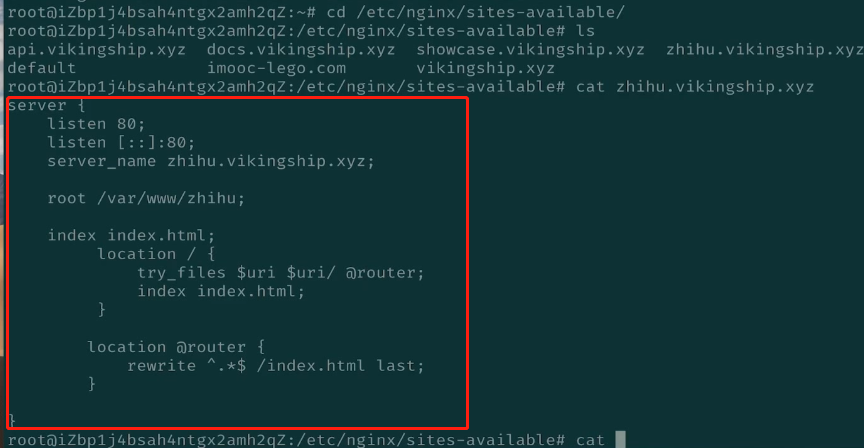 root@iZbp1j4bsah4ntgx2amh2qZ:~# cd /etc/nginx/sites-available/
root@iZbp1j4bsah4ntgx2amh2qZ:/etc/nginx/sites-available# ls
api.vikingship.xyz  docs.vikingship.xyz  showcase.vikingship.xyz  zhihu.vikingship.xyz
default             imooc-lego.com       vikingship.xyz
root@iZbp1j4bsah4ntgx2amh2qZ:/etc/nginx/sites-available# cat zhihu.vikingship.xyz
server {
    listen 80;
    listen [::]:80;
    server_name zhihu.vikingship.xyz;

    root /var/www/zhihu;

    index index.html;
         location / {
             try_files $uri $uri/ @router;
             index index.html;
         }

        location @router {
            rewrite ^.*$ /index.html last;
        }

}
root@iZbp1j4bsah4ntgx2amh2qZ:/etc/nginx/sites-available# cat